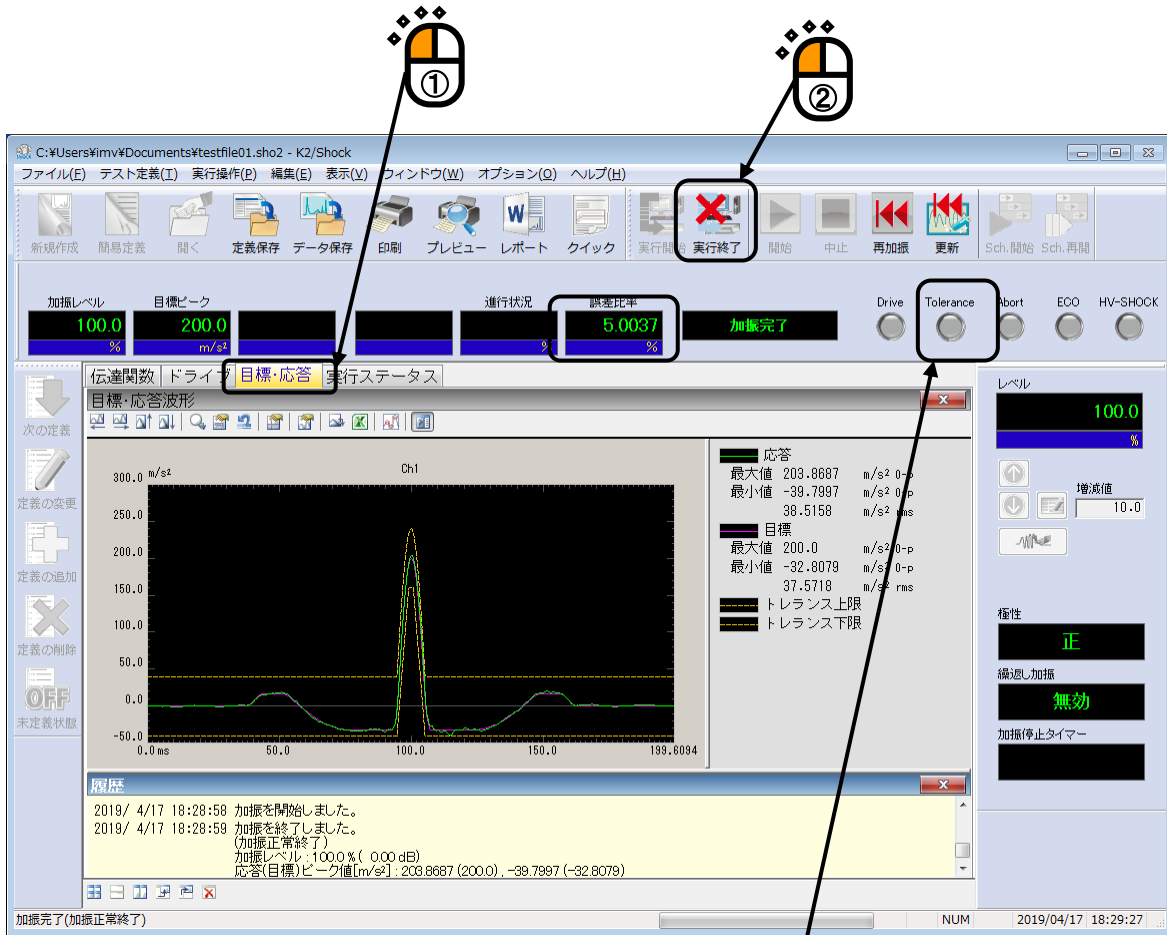 ①
②
C:¥Users¥imv¥Documents¥testfile01.sho2 - K2/Shock
ファイル(F) テスト定義(T) 実行操作(P) 編集(E) 表示(V) ウィンドウ(W) オプション(O) ヘルプ(H)
新規作成 簡易定義 開く 定義保存 データ保存 印刷 プレビュー レポート クイック 実行開始 実行終了 開始 中止 再加振 更新 Sch.開始 Sch.再開
加振レベル 目標ピーク 進行状況 誤差比率 Drive Tolerance Abort ECO HV-SHOCK
100.0 200.0 5.0037 加振完了
% m/s² % %
伝達関数 ドライブ 目標・応答 実行ステータス
目標・応答波形
次の定義
定義の変更
定義の追加
定義の削除
OFF
未定義状態
Ch1
300.0 m/s²
250.0
200.0
150.0
100.0
50.0
0.0
-50.0
0.0 ms 50.0 100.0 150.0 199.6094
応答
最大値 203.8687 m/s² 0-p
最小値 -39.7997 m/s² 0-p
38.5158 m/s² rms
目標
最大値 200.0 m/s² 0-p
最小値 -32.8079 m/s² 0-p
37.5718 m/s² rms
トレランス上限
トレランス下限
レベル
100.0
%
増減値
10.0
極性
正
繰返し加振
無効
加振停止タイマー
履歴
2019/ 4/17 18:28:58 加振を開始しました。
2019/ 4/17 18:28:59 加振を終了しました。
(加振正常終了)
加振レベル : 100.0 % ( 0.00 dB)
応答(目標)ピーク値[m/s²] : 203.8687 (200.0) , -39.7997 (-32.8079)
加振完了(加振正常終了) NUM 2019/04/17 18:29:27